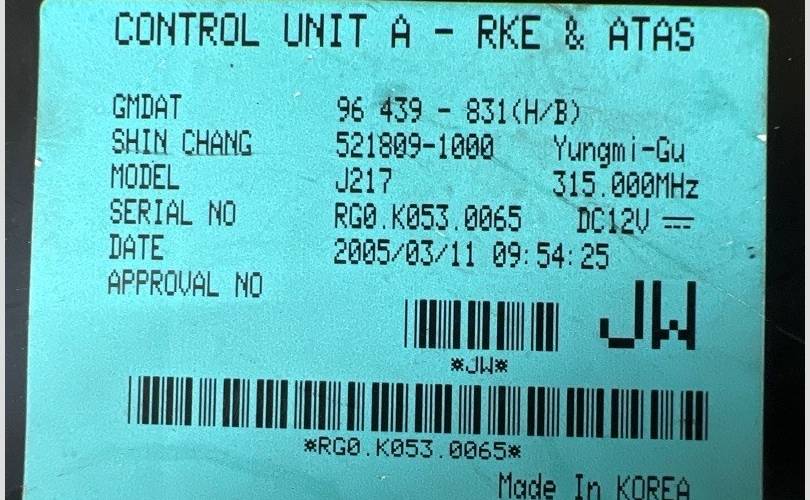 CONTROL UNIT A - RKE & ATAS
GMDAT 96 439 - 831(H/B)
SHIN CHANG 521809-1000 Yungmi-Gu
MODEL J217 315.000MHz
SERIAL NO RG0.K053.0065 DC12V ⎓
DATE 2005/03/11 09:54:25
APPROVAL NO
JW
*JW*
*RG0.K053.0065*
Made In KOREA